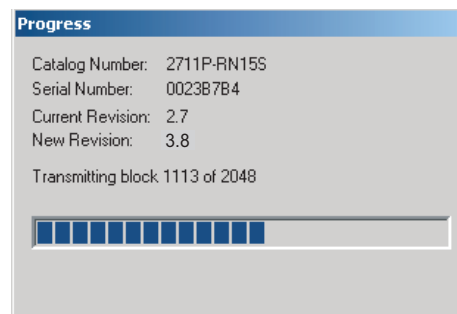 Progress
Catalog Number: 2711P-RN15S
Serial Number: 0023B7B4
Current Revision: 2.7
New Revision: 3.8
Transmitting block 1113 of 2048